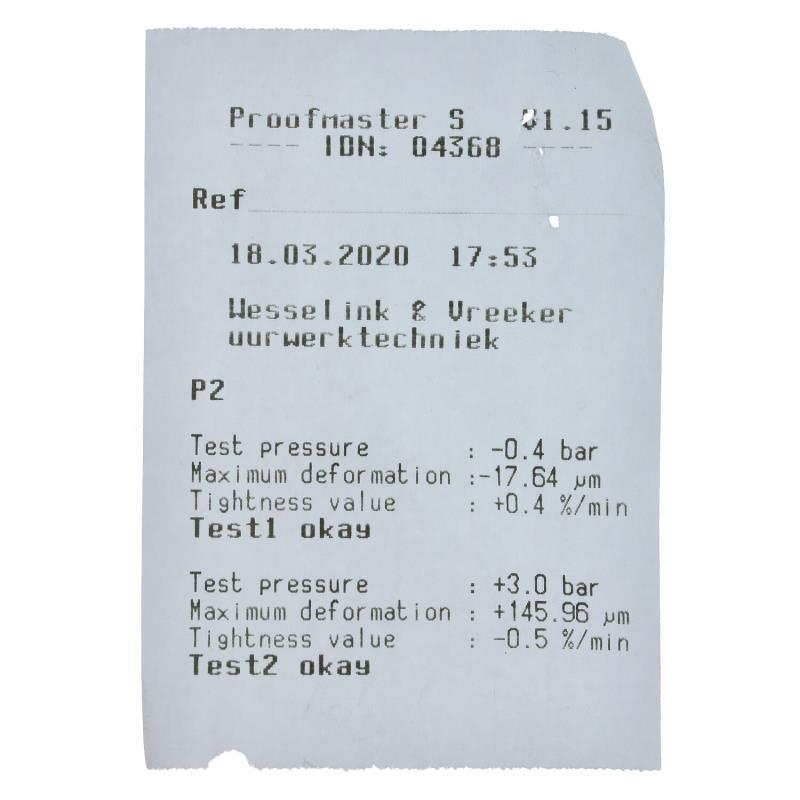 Proofmaster S V1.15
---- IDN: 04368 ----
Ref
18.03.2020 17:53
Wesselink & Vreeker
uurwerktechniek
P2
Test pressure : -0.4 bar
Maximum deformation :-17.64 µm
Tightness value : +0.4 %/min
Test1 okay
Test pressure : +3.0 bar
Maximum deformation : +145.96 µm
Tightness value : -0.5 %/min
Test2 okay